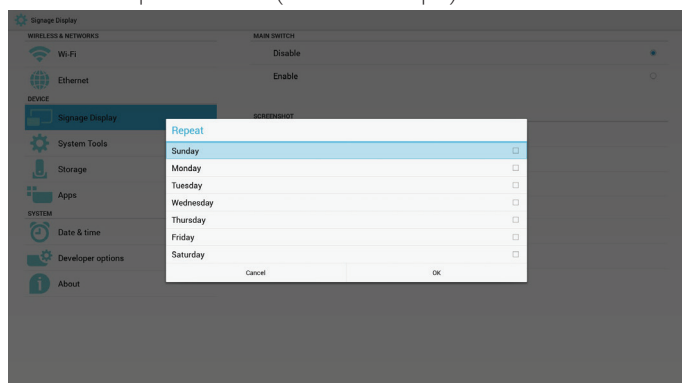 Signage Display
WIRELESS & NETWORKS
Wi-Fi
Ethernet
DEVICE
Signage Display
System Tools
Storage
Apps
SYSTEM
Date & time
Developer options
About
MAIN SWITCH
Disable
Enable
SCREENSHOT
Repeat
Sunday
Monday
Tuesday
Wednesday
Thursday
Friday
Saturday
Cancel OK